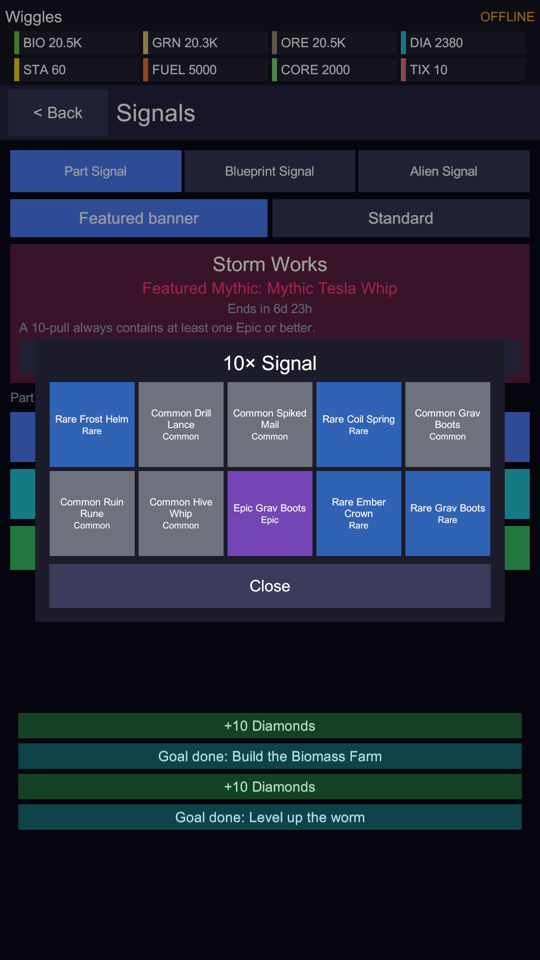 Wiggles
OFFLINE
BIO 20.5K
GRN 20.3K
ORE 20.5K
DIA 2380
STA 60
FUEL 5000
CORE 2000
TIX 10
< Back
Signals
Part Signal
Blueprint Signal
Alien Signal
Featured banner
Standard
Storm Works
Featured Mythic: Mythic Tesla Whip
Ends in 6d 23h
A 10-pull always contains at least one Epic or better.
Part
10× Signal
Rare Frost Helm
Rare
Common Drill
Lance
Common
Common Spiked
Mail
Common
Rare Coil Spring
Rare
Common Grav
Boots
Common
Common Ruin
Rune
Common
Common Hive
Whip
Common
Epic Grav Boots
Epic
Rare Ember
Crown
Rare
Rare Grav Boots
Rare
Close
+10 Diamonds
Goal done: Build the Biomass Farm
+10 Diamonds
Goal done: Level up the worm